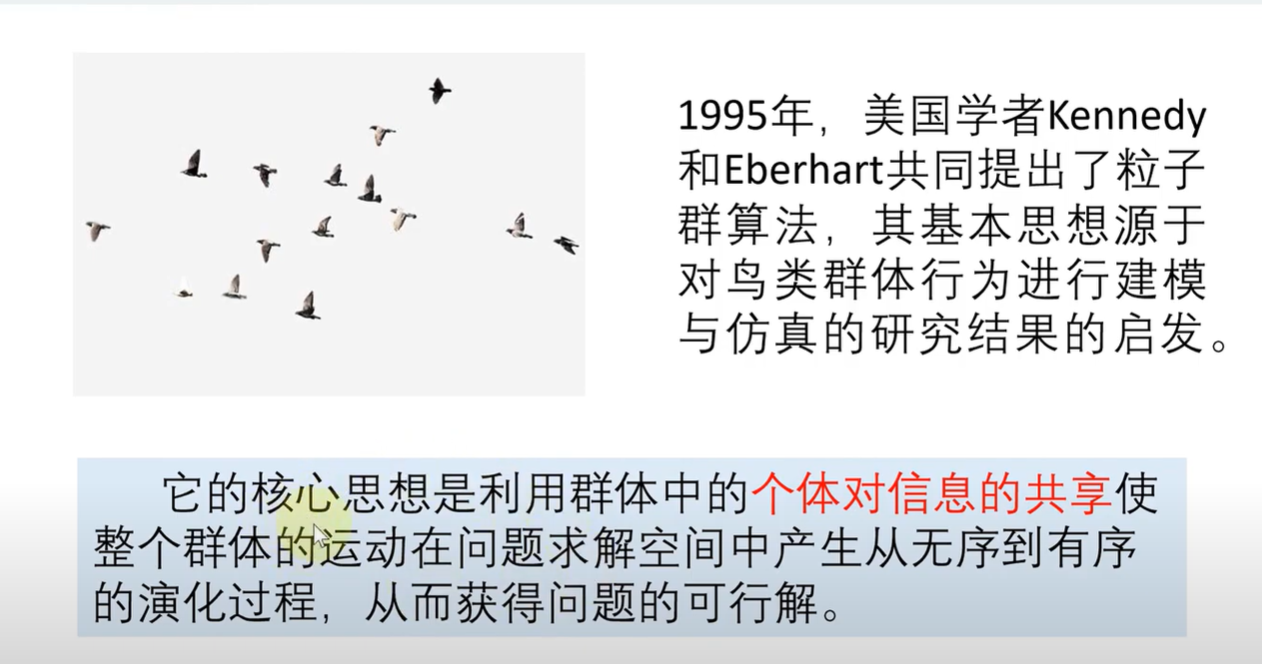 1995年，美国学者Kennedy
和Eberhart共同提出了粒子
群算法，其基本思想源于
对鸟类群体行为进行建模
与仿真的研究结果的启发。
它的核心思想是利用群体中的个体对信息的共享使
整个群体的运动在问题求解空间中产生从无序到有序
的演化过程，从而获得问题的可行解。